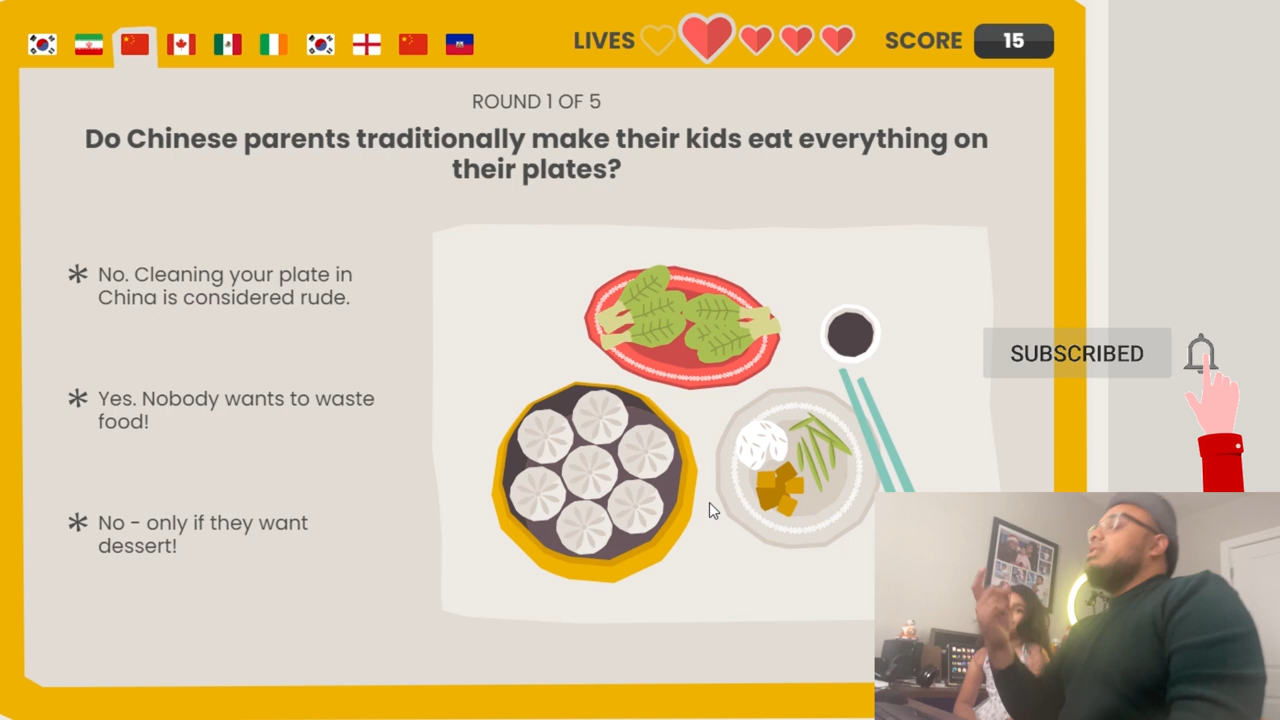 LIVES
SCORE
15
ROUND 1 OF 5
Do Chinese parents traditionally make their kids eat everything on
their plates?
* No. Cleaning your plate in
China is considered rude.
* Yes. Nobody wants to waste
food!
* No - only if they want
dessert!
SUBSCRIBED